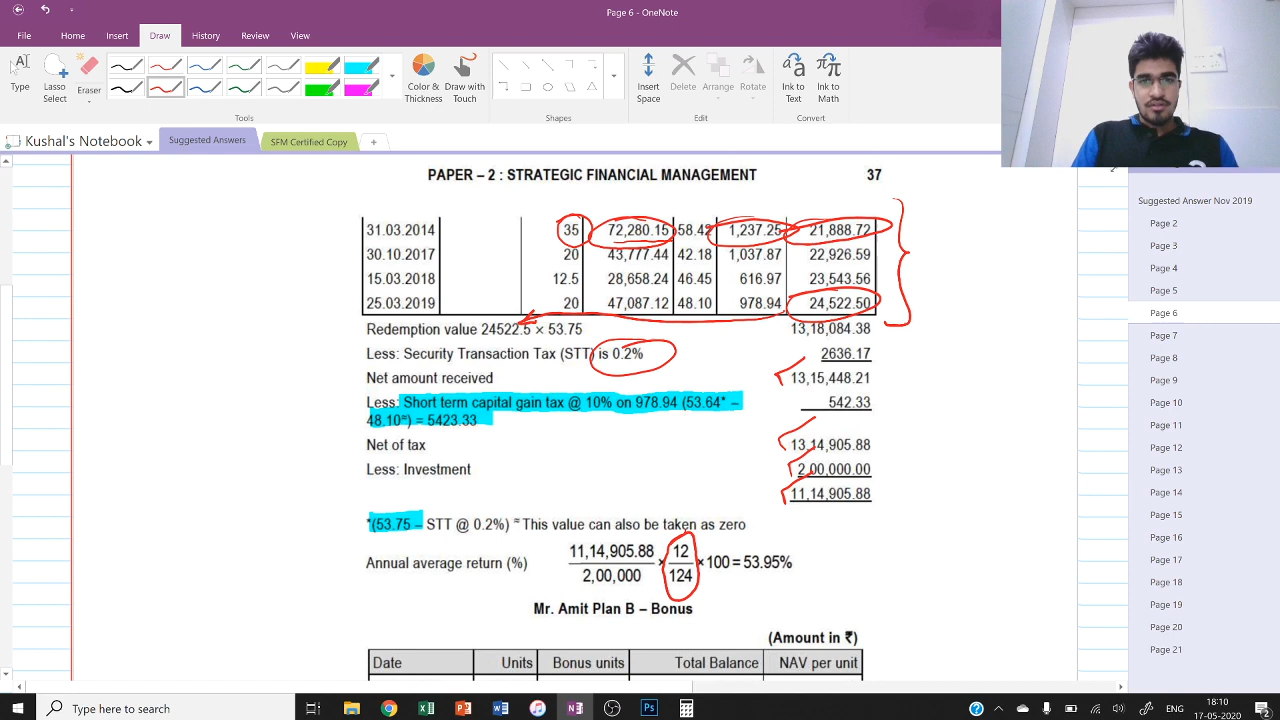 Page 6 - OneNote
File Home Insert Draw History Review View
Type
Lasso Select
Eraser
Color & Thickness
Draw with Touch
Insert Space
Delete
Arrange
Rotate
Ink to Text
Ink to Math
Tools Shapes Edit Convert
Kushal's Notebook Suggested Answers SFM Certified Copy +
PAPER – 2 : STRATEGIC FINANCIAL MANAGEMENT 37
31.03.2014 35 72,280.15 58.42 1,237.25 21,888.72
30.10.2017 20 43,777.44 42.18 1,037.87 22,926.59
15.03.2018 12.5 28,658.24 46.45 616.97 23,543.56
25.03.2019 20 47,087.12 48.10 978.94 24,522.50
Redemption value 24522.5 × 53.75 13,18,084.38
Less: Security Transaction Tax (STT) is 0.2% 2636.17
Net amount received 13,15,448.21
Less: Short term capital gain tax @ 10% on 978.94 (53.64* – 542.33
48.10≈) = 5423.33
Net of tax 13,14,905.88
Less: Investment 2,00,000.00
11,14,905.88
*(53.75 – STT @ 0.2%) ≈ This value can also be taken as zero
Annual average return (%) 11,14,905.88 / 2,00,000 × 12 / 124 × 100 = 53.95%
Mr. Amit Plan B – Bonus
(Amount in ₹)
Date Units Bonus units Total Balance NAV per unit
Suggested Answer Nov 2019
Page 2
Page 3
Page 4
Page 5
Page 6
Page 7
Page 8
Page 9
Page 10
Page 11
Page 12
Page 13
Page 14
Page 15
Page 16
Page 17
Page 18
Page 19
Page 20
Page 21
Type here to search
18:10
17-05-2020